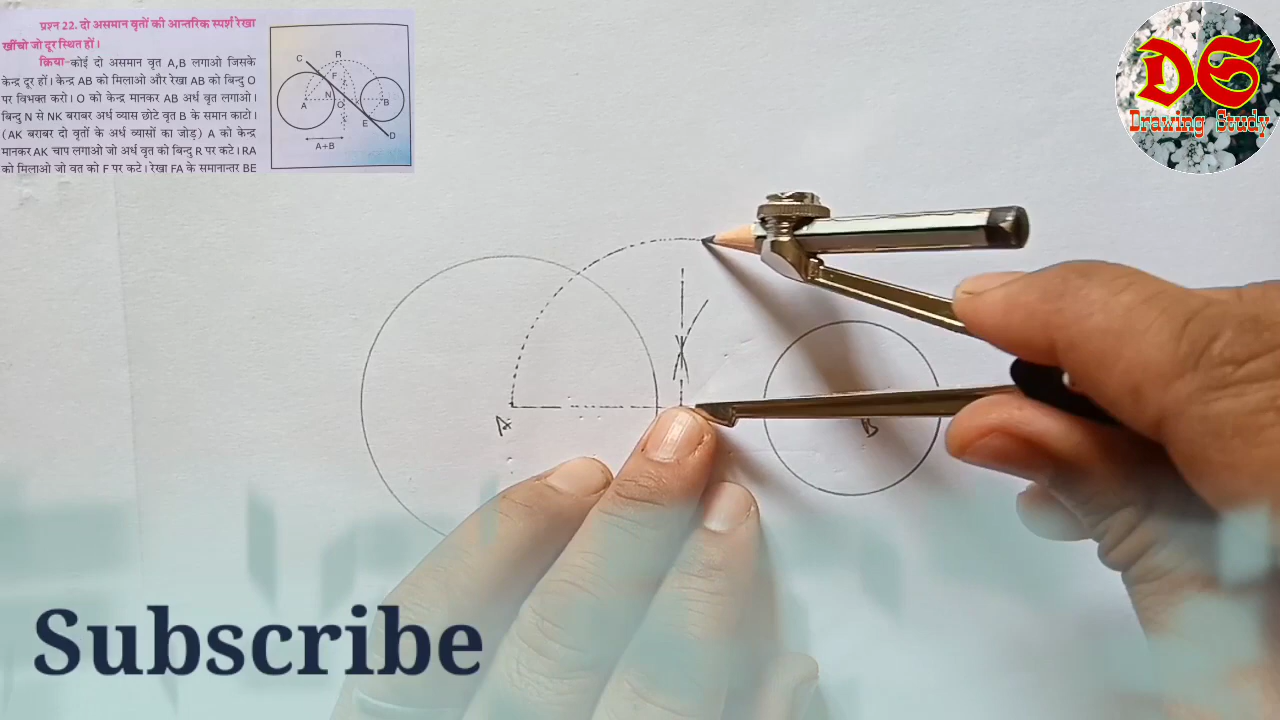 प्रश्न 22. दो असमान वृतों की आन्तरिक स्पर्श रेखा
खींचो जो दूर स्थित हों।
क्रिया-कोई दो असमान वृत A,B लगाओ जिसके
केन्द्र दूर हों। केन्द्र AB को मिलाओ और रेखा AB को बिन्दु O
पर विभक्त करो। O को केन्द्र मानकर AB अर्ध वृत लगाओ।
बिन्दु N से NK बराबर अर्ध व्यास छोटे वृत B के समान काटो।
(AK बराबर दो वृतों के अर्ध व्यासों का जोड़) A को केन्द्र
मानकर AK चाप लगाओ जो अर्ध वृत को बिन्दु R पर कटे। RA
को मिलाओ जो वृत को F पर कटे। रेखा FA के समानान्तर BE
C
R
F
A
N
O
B
E
D
A+B
DS
Drawing Study
A
B
Subscribe